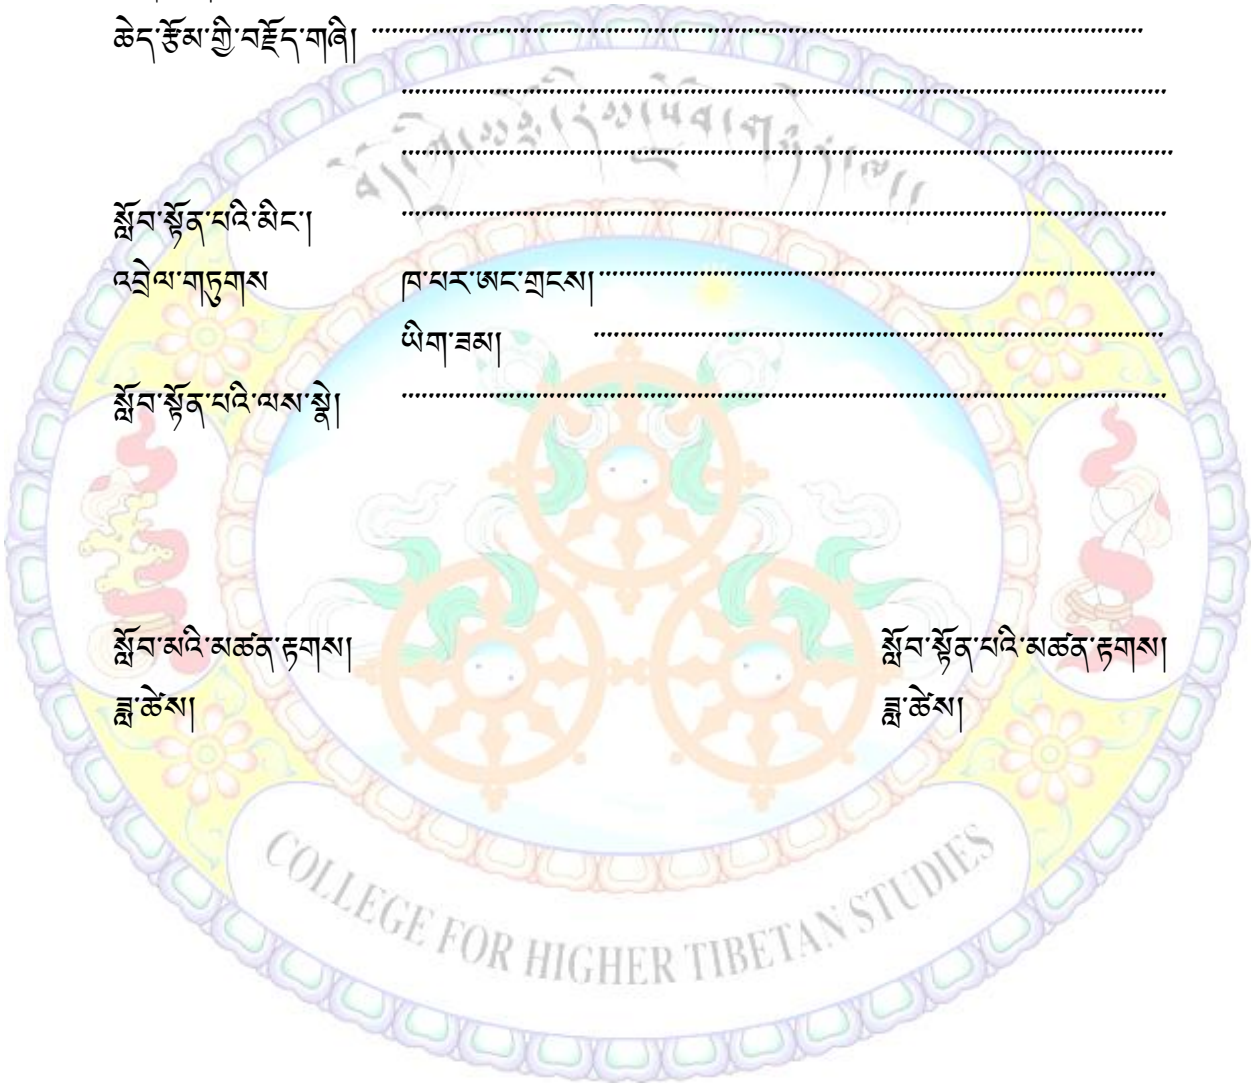 ཆེད་རྩོམ་གྱི་བརྗོད་གཞི། ........................................................................
........................................................................
........................................................................
སློབ་སྟོན་པའི་མིང་། ........................................................................
འབྲེལ་གཏུགས ཁ་པར་ཨང་གྲངས། ........................................................................
ཡིག་ཟམ། ........................................................................
སློབ་སྟོན་པའི་ལས་སྣེ། ........................................................................
སློབ་མའི་མཚན་རྟགས། སློབ་སྟོན་པའི་མཚན་རྟགས།
ཟླ་ཚེས། ཟླ་ཚེས།
COLLEGE FOR HIGHER TIBETAN STUDIES